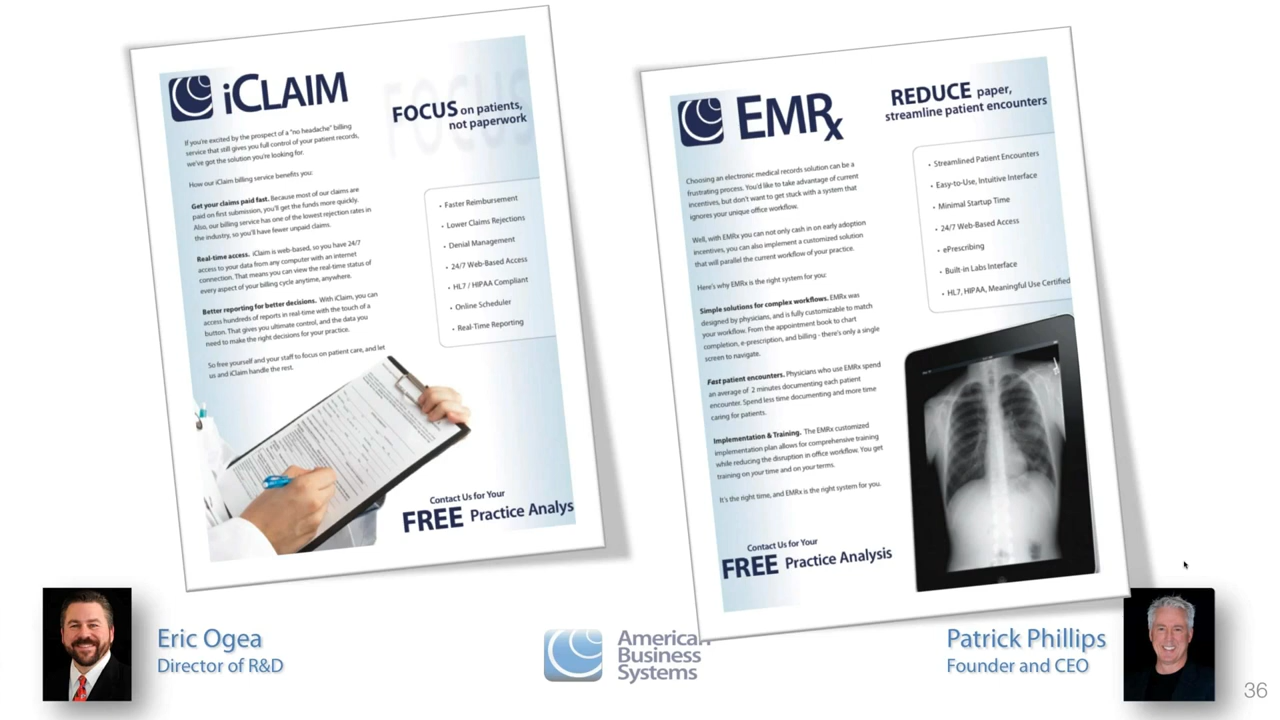 iCLAIM
FOCUS on patients,
not paperwork
If you're excited by the prospect of a "no headache" billing
service that still gives you full control of your patient records,
we've got the solution you're looking for.
How our iClaim billing service benefits you:
Get your claims paid fast. Because most of our claims are
paid on first submission, you'll get the funds more quickly.
Also, our billing service has one of the lowest rejection rates in
the industry, so you'll have fewer unpaid claims.
Real-time access. iClaim is web-based, so you have 24/7
access to your data from any computer with an internet
connection. That means you can view the real-time status of
every aspect of your billing cycle anytime, anywhere.
Better reporting for better decisions. With iClaim, you can
access hundreds of reports in real-time with the touch of a
button. That gives you ultimate control, and the data you
need to make the right decisions for your practice.
So free yourself and your staff to focus on patient care, and let
us and iClaim handle the rest.
• Faster Reimbursement
• Lower Claims Rejections
• Denial Management
• 24/7 Web-Based Access
• HL7 / HIPAA Compliant
• Online Scheduler
• Real-Time Reporting
Contact Us for Your
FREE Practice Analys
EMRx
REDUCE paper,
streamline patient encounters
Choosing an electronic medical records solution can be a
frustrating process. You'd like to take advantage of current
incentives, but don't want to get stuck with a system that
ignores your unique office workflow.
Well, with EMRx you can not only cash in on early adoption
incentives, you can also implement a customized solution
that will parallel the current workflow of your practice.
Here's why EMRx is the right system for you:
Simple solutions for complex workflows. EMRx was
designed by physicians, and is fully customizable to match
your workflow. From the appointment book to chart
completion, e-prescription, and billing - there's only a single
screen to navigate.
Fast patient encounters. Physicians who use EMRx spend
an average of 2 minutes documenting each patient
encounter. Spend less time documenting and more time
caring for patients.
Implementation & Training. The EMRx customized
implementation plan allows for comprehensive training
while reducing the disruption in office workflow. You get
training on your time and on your terms.
It's the right time, and EMRx is the right system for you.
• Streamlined Patient Encounters
• Easy-to-Use, Intuitive Interface
• Minimal Startup Time
• 24/7 Web-Based Access
• ePrescribing
• Built-in Labs Interface
• HL7, HIPAA, Meaningful Use Certified
Contact Us for Your
FREE Practice Analysis
Eric Ogea
Director of R&D
American
Business
Systems
Patrick Phillips
Founder and CEO
36